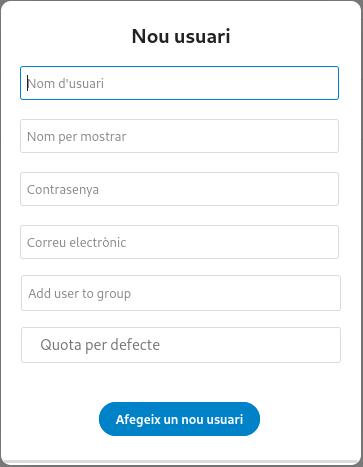 Nou usuari
Nom d'usuari
Nom per mostrar
Contrasenya
Correu electrònic
Add user to group
Quota per defecte
Afegeix un nou usuari